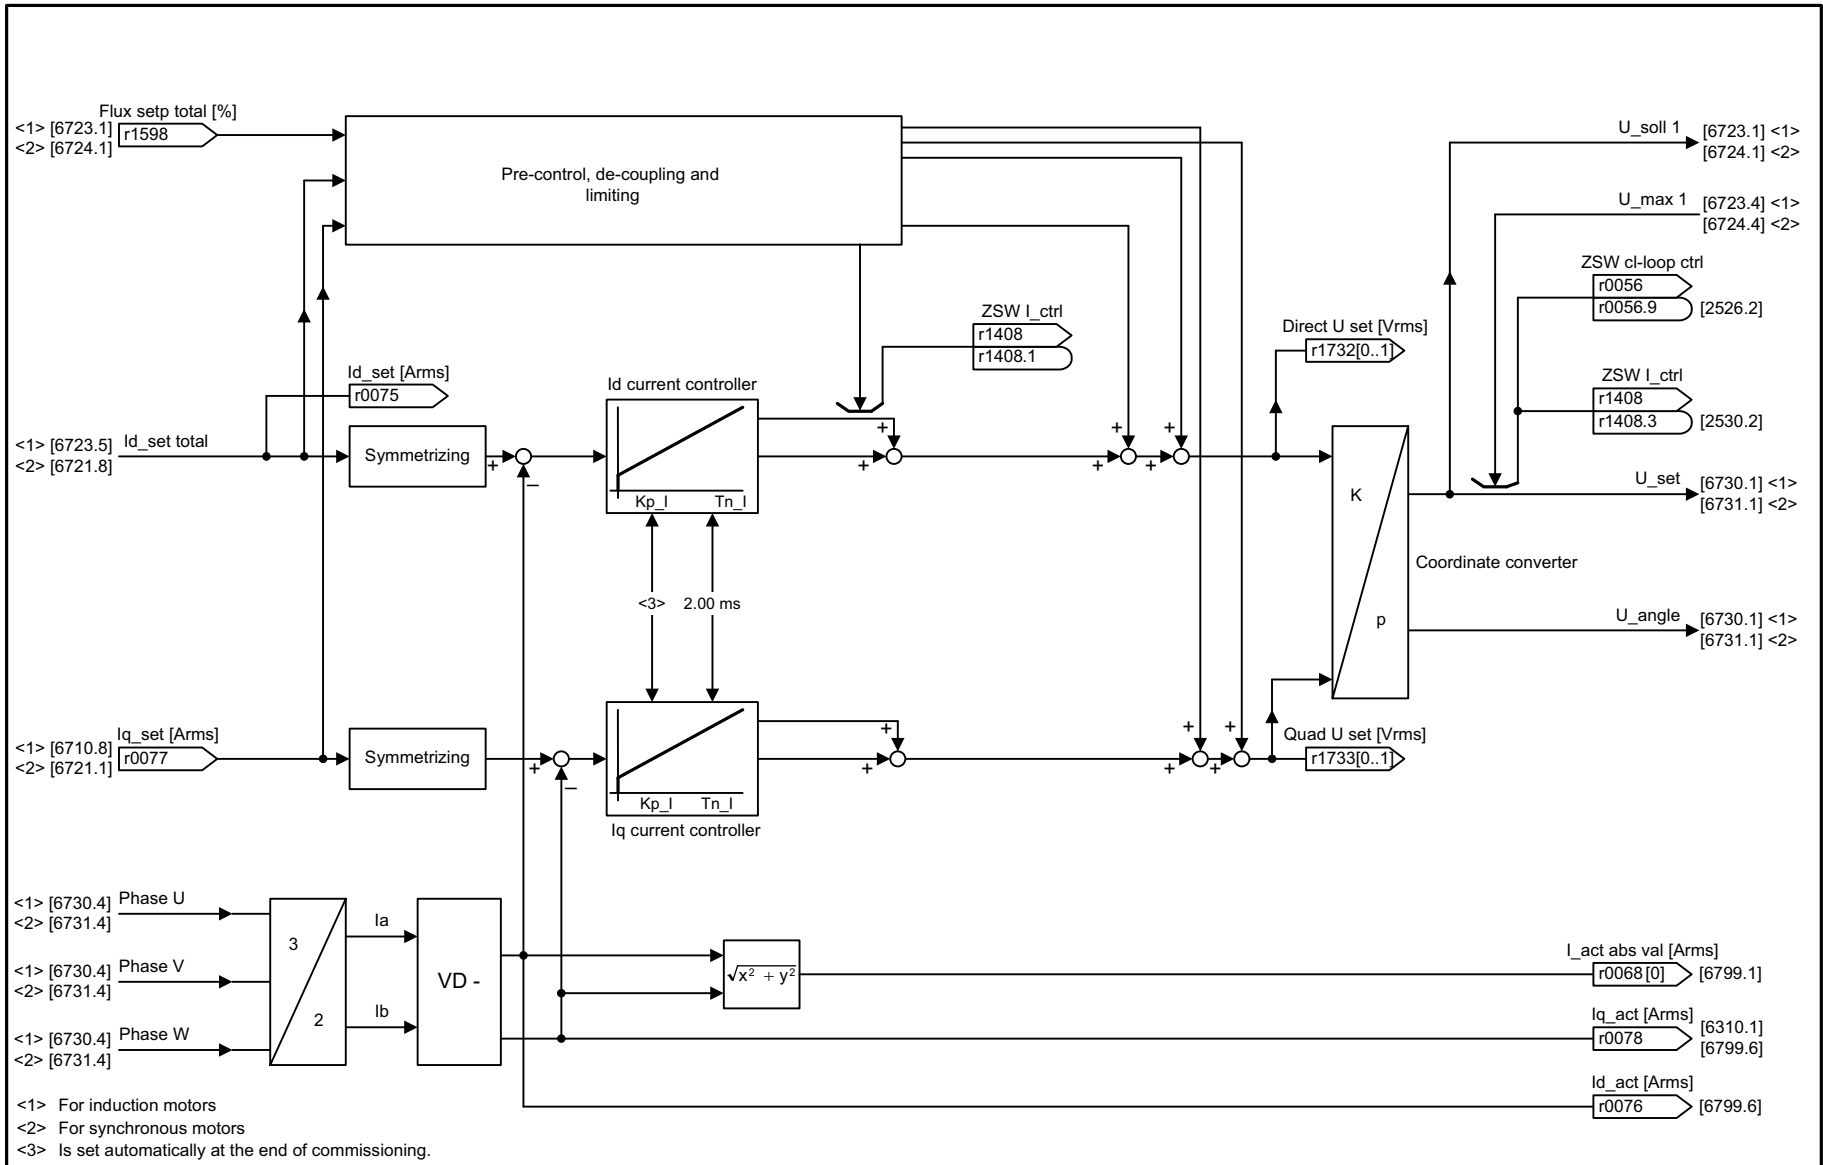 Flux setp total [%]
<1> [6723.1]
<2> [6724.1]
r1598
Pre-control, de-coupling and
limiting
U_soll 1
[6723.1] <1>
[6724.1] <2>
U_max 1
[6723.4] <1>
[6724.4] <2>
ZSW cl-loop ctrl
r0056
r0056.9
[2526.2]
ZSW I_ctrl
r1408
r1408.1
Direct U set [Vrms]
r1732[0..1]
ZSW I_ctrl
r1408
r1408.3
[2530.2]
Id_set [Arms]
r0075
Id current controller
<1> [6723.5]
<2> [6721.8]
Id_set total
Symmetrizing
+
–
Kp_I
Tn_I
+
+
+
+
+
+
K
p
U_set
[6730.1] <1>
[6731.1] <2>
Coordinate converter
<3>
2.00 ms
U_angle
[6730.1] <1>
[6731.1] <2>
Iq_set [Arms]
<1> [6710.8]
<2> [6721.1]
r0077
Symmetrizing
+
–
Kp_I
Tn_I
Iq current controller
+
+
+
+
+
+
Quad U set [Vrms]
r1733[0..1]
<1> [6730.4]
<2> [6731.4]
Phase U
<1> [6730.4]
<2> [6731.4]
Phase V
<1> [6730.4]
<2> [6731.4]
Phase W
3
2
Ia
Ib
VD -
√x² + y²
I_act abs val [Arms]
r0068[0]
[6799.1]
Iq_act [Arms]
r0078
[6310.1]
[6799.6]
Id_act [Arms]
r0076
[6799.6]
<1> For induction motors
<2> For synchronous motors
<3> Is set automatically at the end of commissioning.